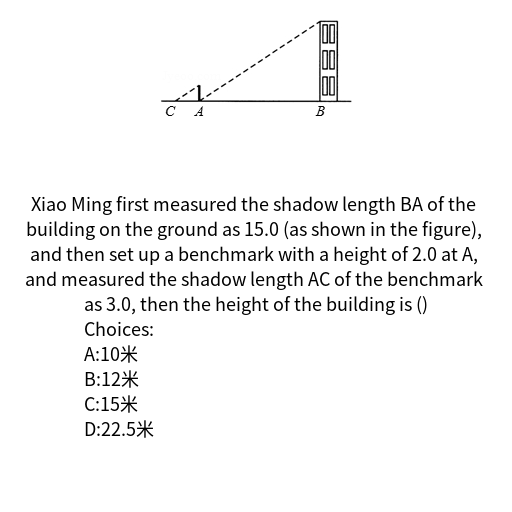 C A B
Xiao Ming first measured the shadow length BA of the
building on the ground as 15.0 (as shown in the figure),
and then set up a benchmark with a height of 2.0 at A,
and measured the shadow length AC of the benchmark
as 3.0, then the height of the building is ()
Choices:
A:10米
B:12米
C:15米
D:22.5米